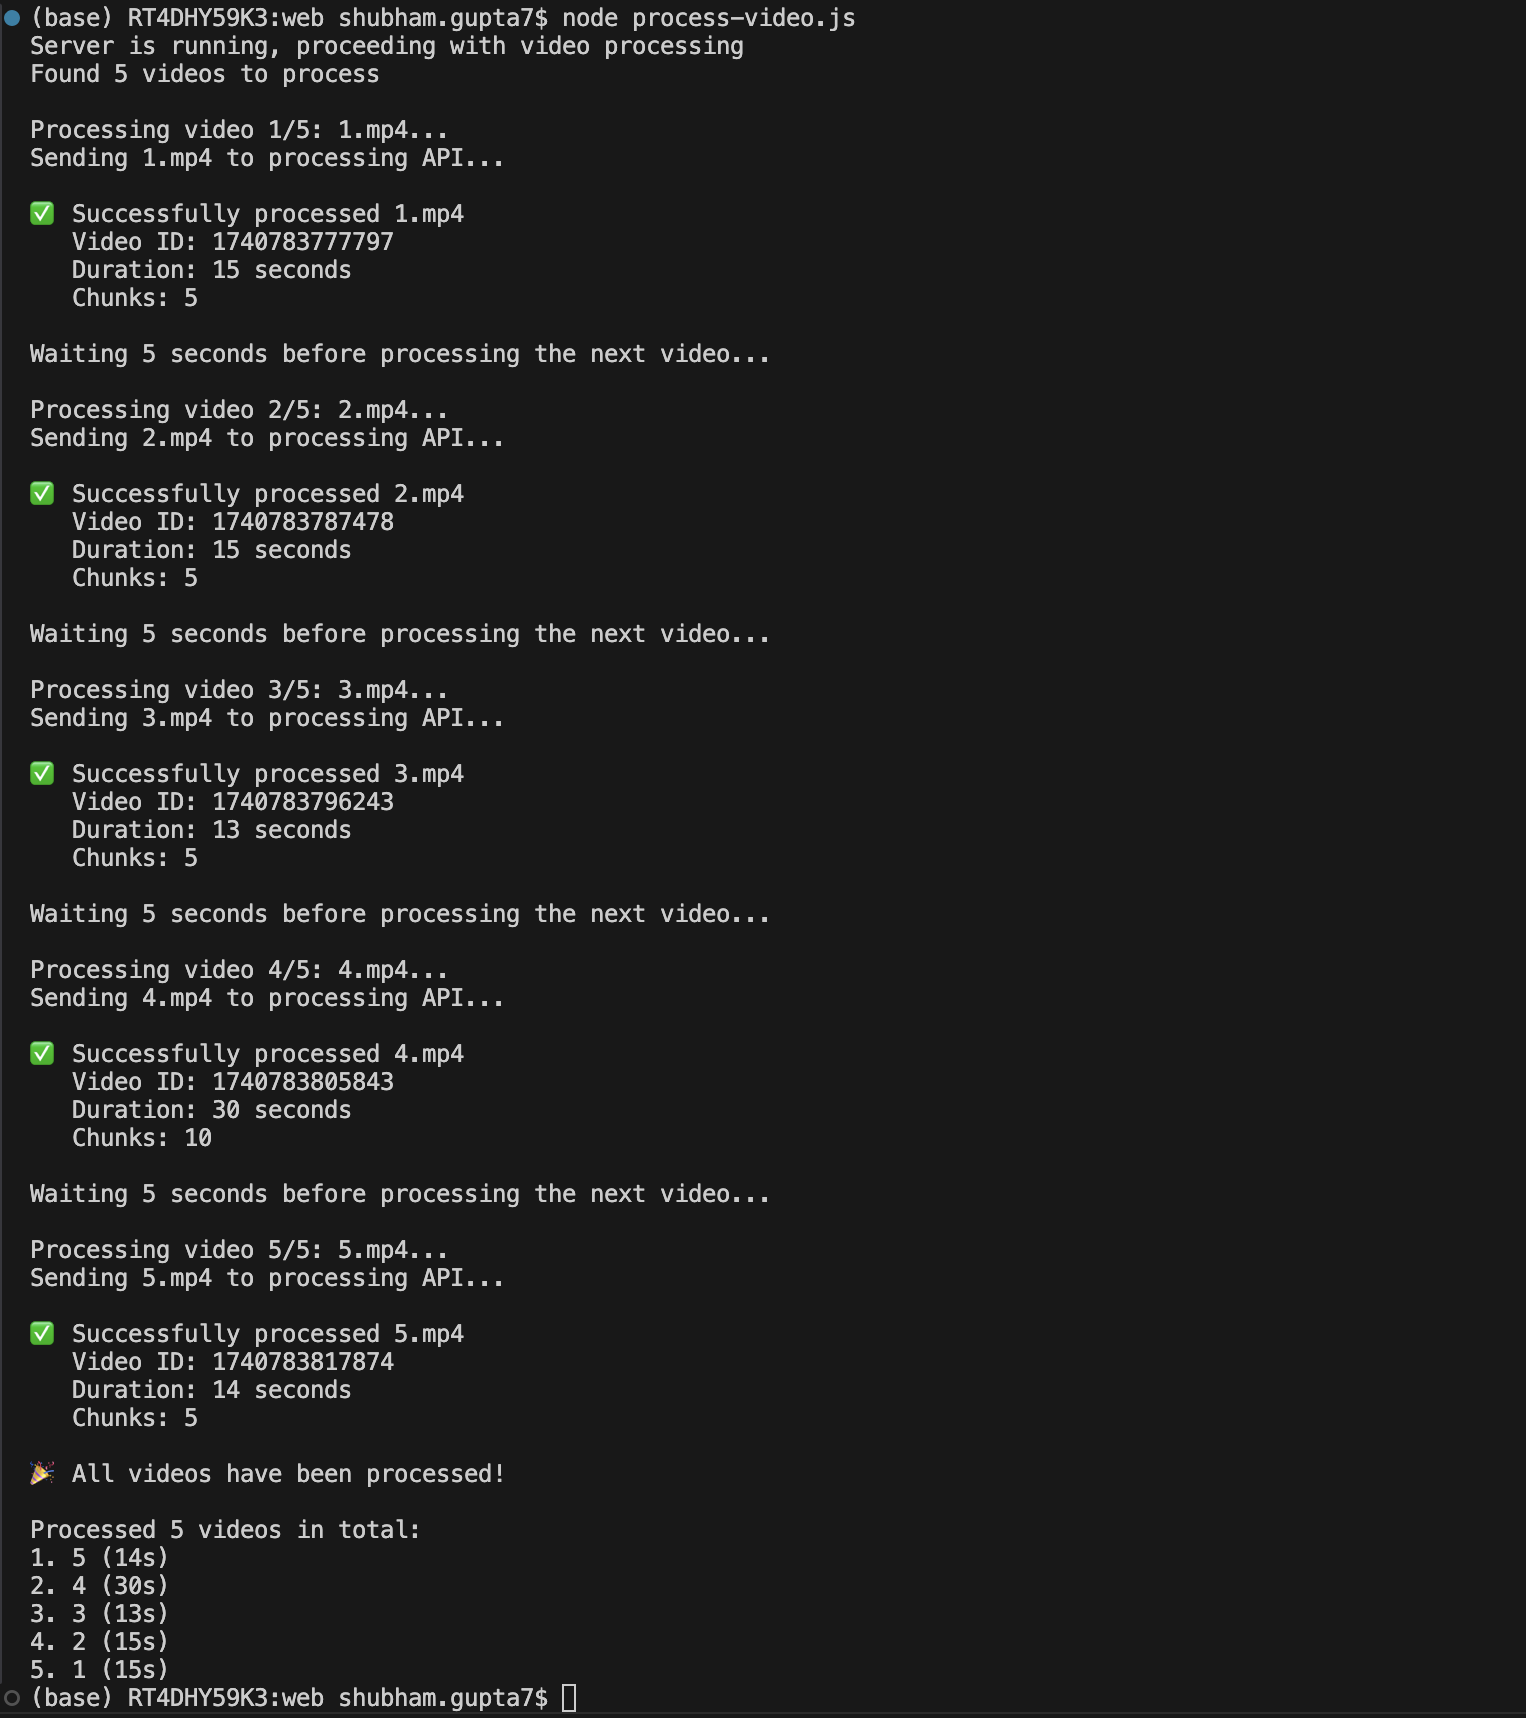 (base) RT4DHY59K3:web shubham.gupta7$ node process-video.js
Server is running, proceeding with video processing
Found 5 videos to process
Processing video 1/5: 1.mp4...
Sending 1.mp4 to processing API...
✅ Successfully processed 1.mp4
Video ID: 1740783777797
Duration: 15 seconds
Chunks: 5
Waiting 5 seconds before processing the next video...
Processing video 2/5: 2.mp4...
Sending 2.mp4 to processing API...
✅ Successfully processed 2.mp4
Video ID: 1740783787478
Duration: 15 seconds
Chunks: 5
Waiting 5 seconds before processing the next video...
Processing video 3/5: 3.mp4...
Sending 3.mp4 to processing API...
✅ Successfully processed 3.mp4
Video ID: 1740783796243
Duration: 13 seconds
Chunks: 5
Waiting 5 seconds before processing the next video...
Processing video 4/5: 4.mp4...
Sending 4.mp4 to processing API...
✅ Successfully processed 4.mp4
Video ID: 1740783805843
Duration: 30 seconds
Chunks: 10
Waiting 5 seconds before processing the next video...
Processing video 5/5: 5.mp4...
Sending 5.mp4 to processing API...
✅ Successfully processed 5.mp4
Video ID: 1740783817874
Duration: 14 seconds
Chunks: 5
🎉 All videos have been processed!
Processed 5 videos in total:
1. 5 (14s)
2. 4 (30s)
3. 3 (13s)
4. 2 (15s)
5. 1 (15s)
(base) RT4DHY59K3:web shubham.gupta7$